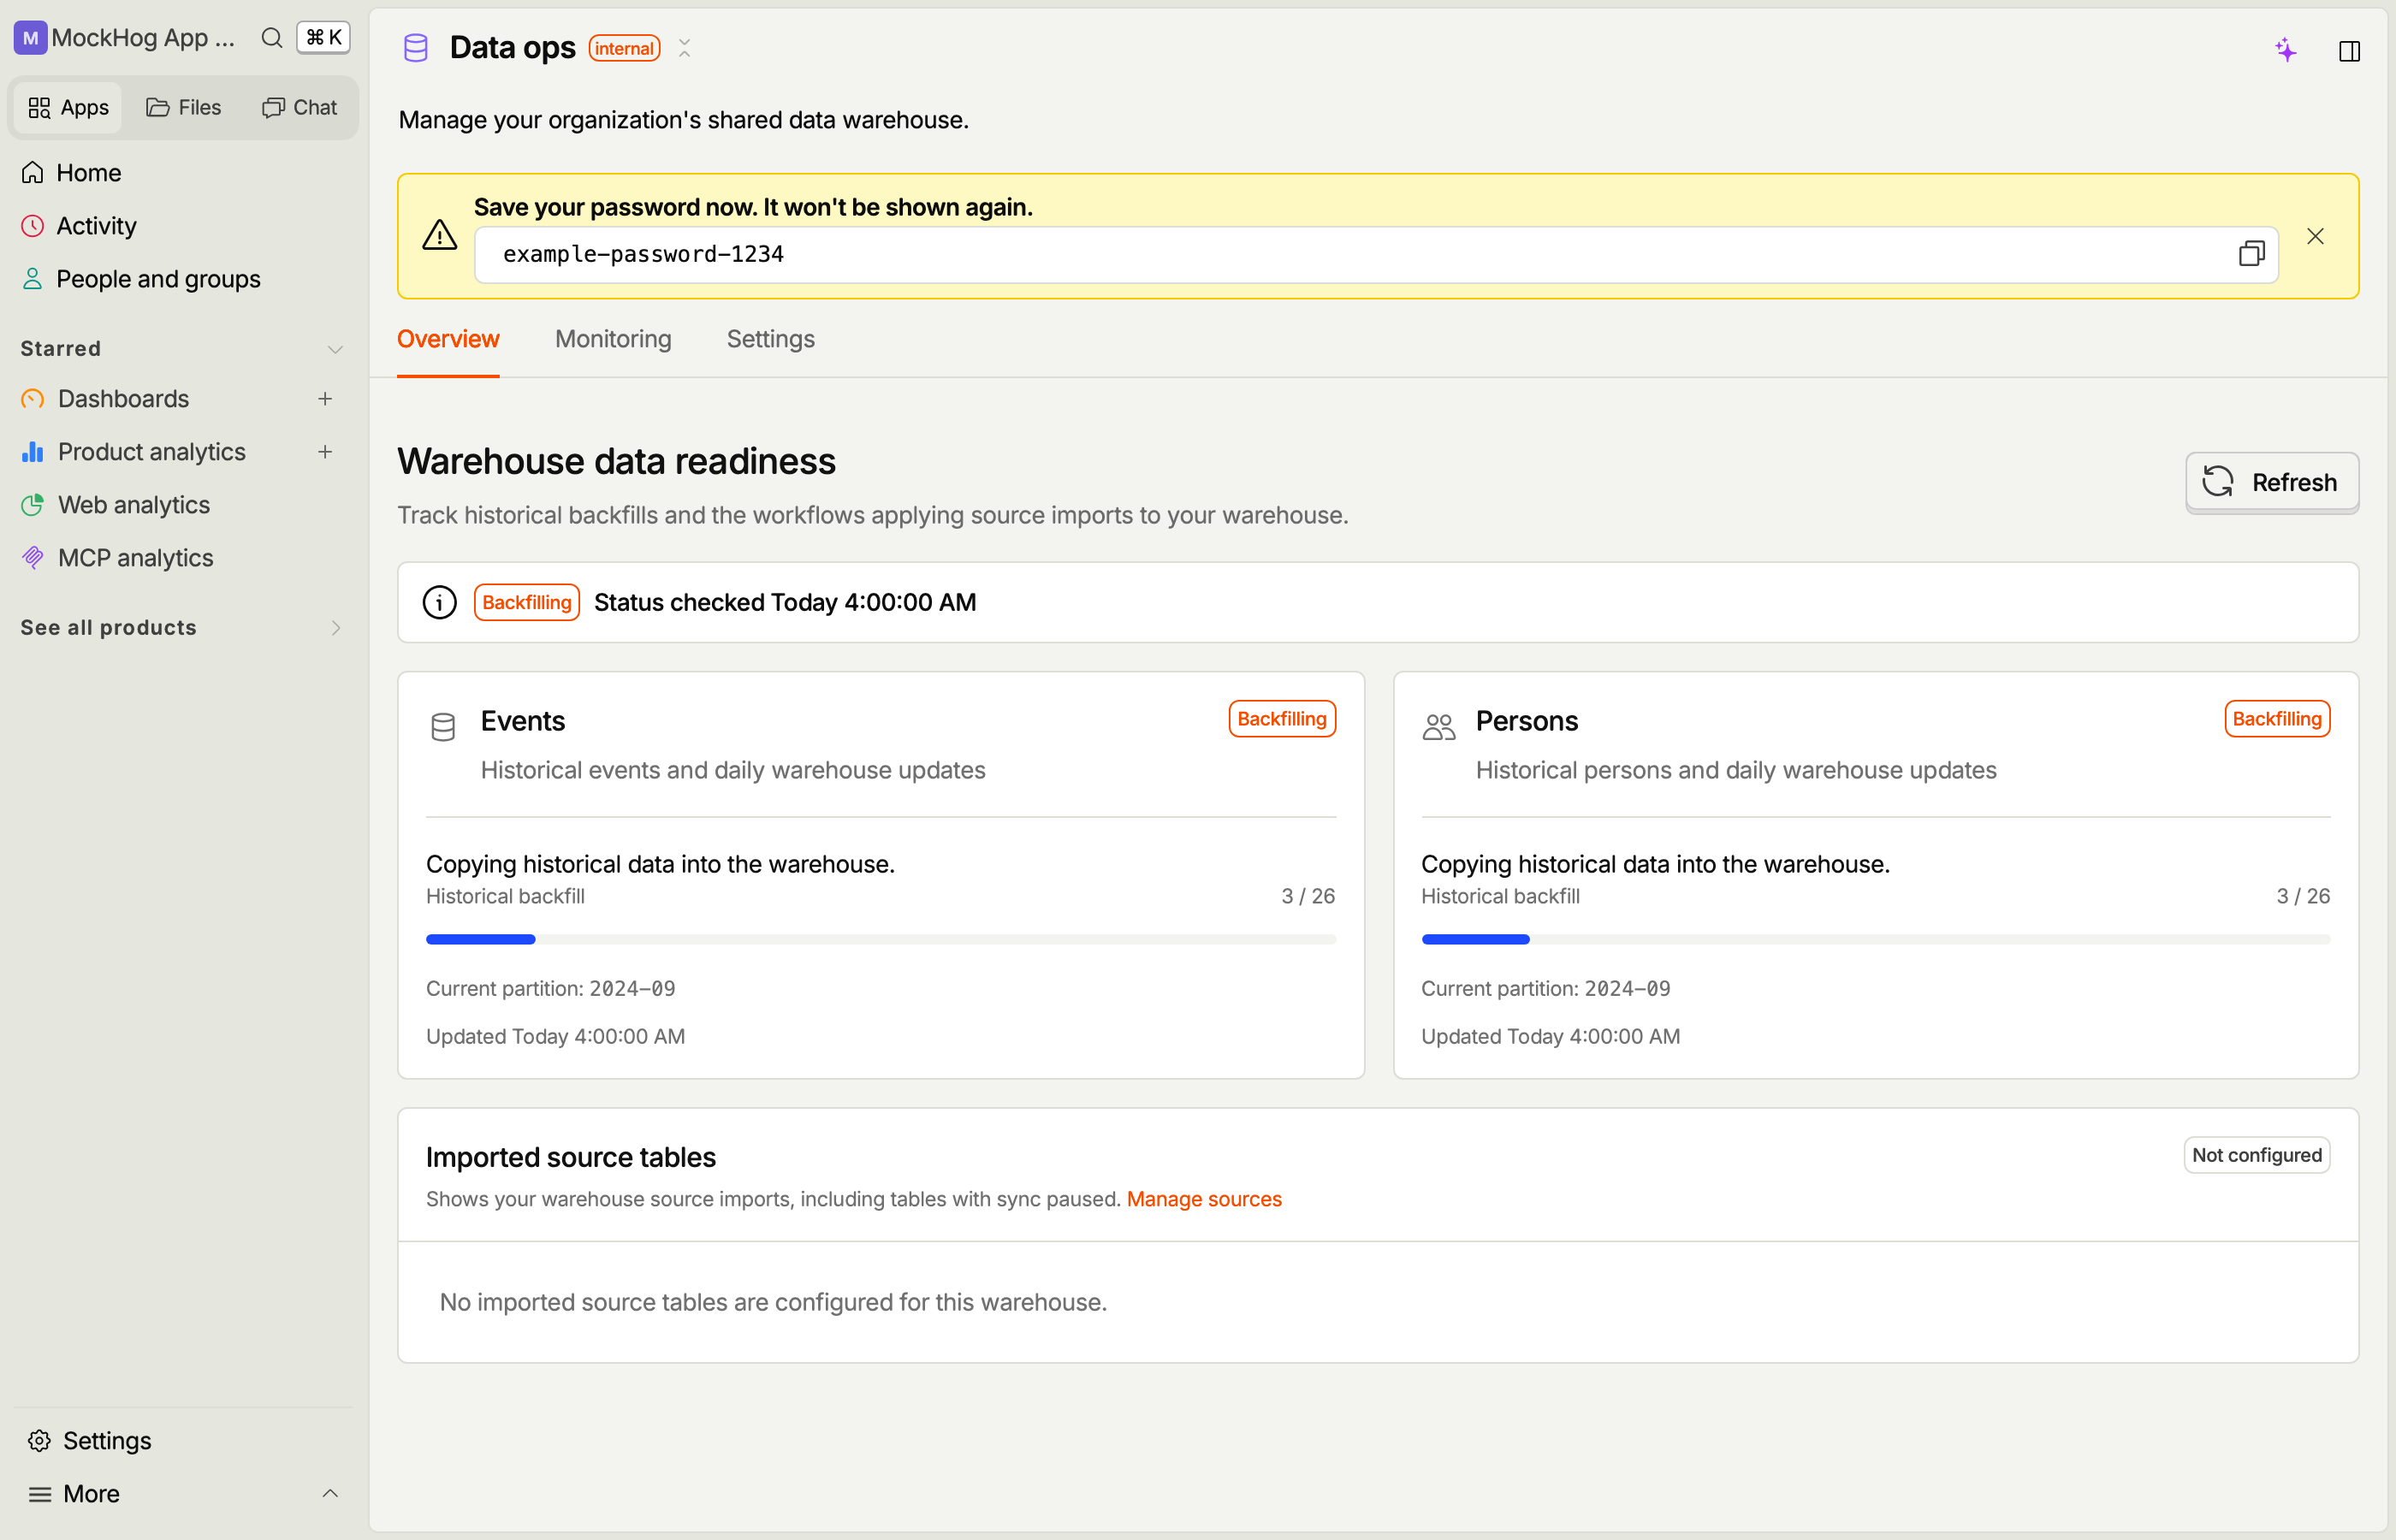 M MockHog App ... ⌘ K
Apps Files Chat
Home
Activity
People and groups
Starred
Dashboards
Product analytics
Web analytics
MCP analytics
See all products
Settings
More
Data ops internal
Manage your organization's shared data warehouse.
Save your password now. It won't be shown again.
example-password-1234
Overview Monitoring Settings
Warehouse data readiness
Track historical backfills and the workflows applying source imports to your warehouse.
Refresh
Backfilling Status checked Today 4:00:00 AM
Events Backfilling
Historical events and daily warehouse updates
Copying historical data into the warehouse.
Historical backfill 3 / 26
Current partition: 2024-09
Updated Today 4:00:00 AM
Persons Backfilling
Historical persons and daily warehouse updates
Copying historical data into the warehouse.
Historical backfill 3 / 26
Current partition: 2024-09
Updated Today 4:00:00 AM
Imported source tables Not configured
Shows your warehouse source imports, including tables with sync paused. Manage sources
No imported source tables are configured for this warehouse.